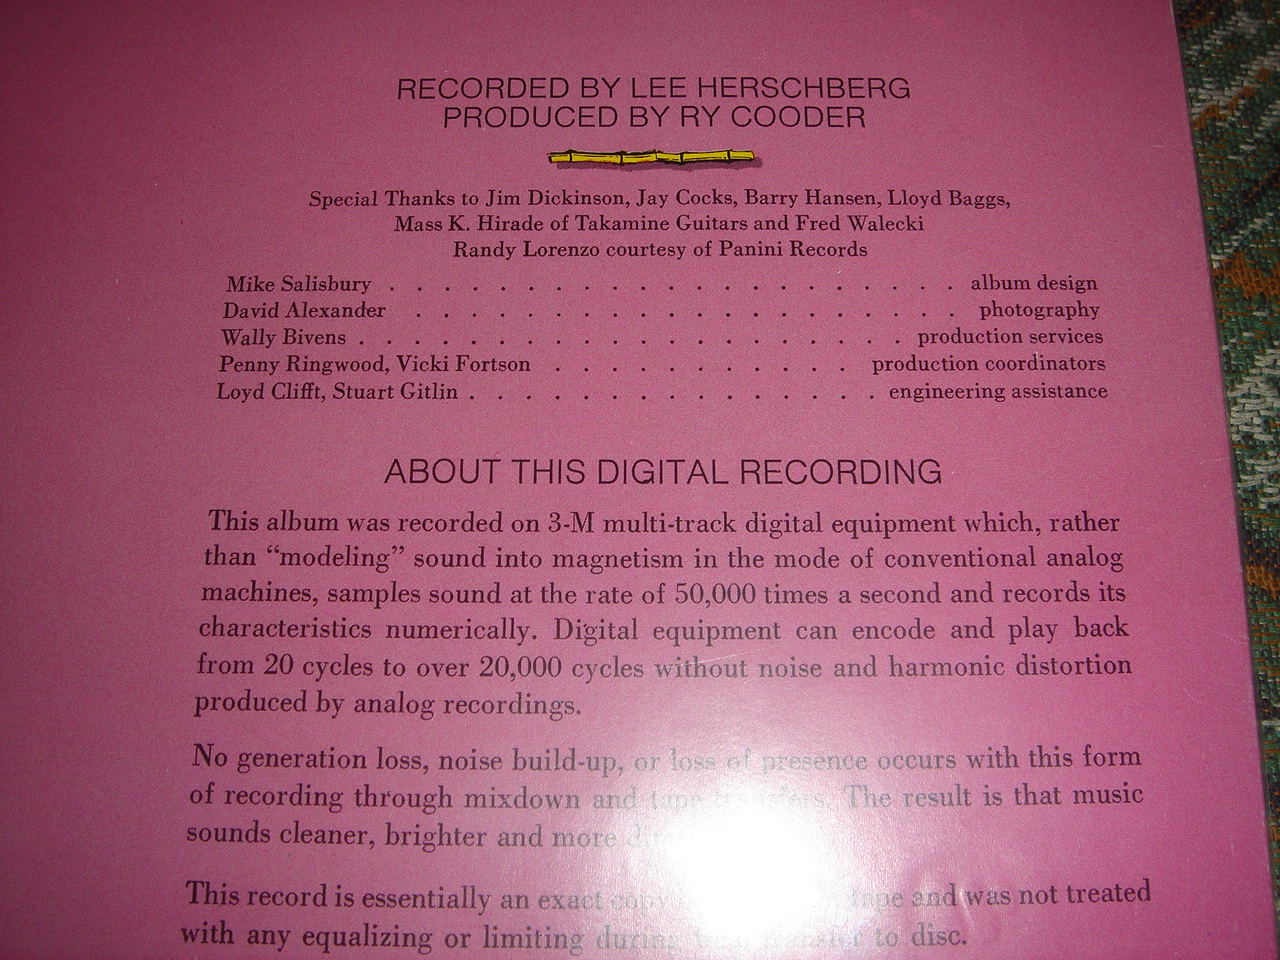 RECORDED BY LEE HERSCHBERG
PRODUCED BY RY COODER
Special Thanks to Jim Dickinson, Jay Cocks, Barry Hansen, Lloyd Baggs,
Mass K. Hirade of Takamine Guitars and Fred Walecki
Randy Lorenzo courtesy of Panini Records
Mike Salisbury . . . . . . . . . . . . . . . . . . . . . album design
David Alexander . . . . . . . . . . . . . . . . . . . . photography
Wally Bivens . . . . . . . . . . . . . . . . . . . . production services
Penny Ringwood, Vicki Fortson . . . . . . . . . . . production coordinators
Loyd Clifft, Stuart Gitlin . . . . . . . . . . . . . . . engineering assistance
ABOUT THIS DIGITAL RECORDING
This album was recorded on 3-M multi-track digital equipment which, rather
than “modeling” sound into magnetism in the mode of conventional analog
machines, samples sound at the rate of 50,000 times a second and records its
characteristics numerically. Digital equipment can encode and play back
from 20 cycles to over 20,000 cycles without noise and harmonic distortion
produced by analog recordings.
No generation loss, noise build-up, or loss of presence occurs with this form
of recording through mixdown and tape transfers. The result is that music
sounds cleaner, brighter and more
This record is essentially an exact copy tape and was not treated
with any equalizing or limiting during transfer to disc.